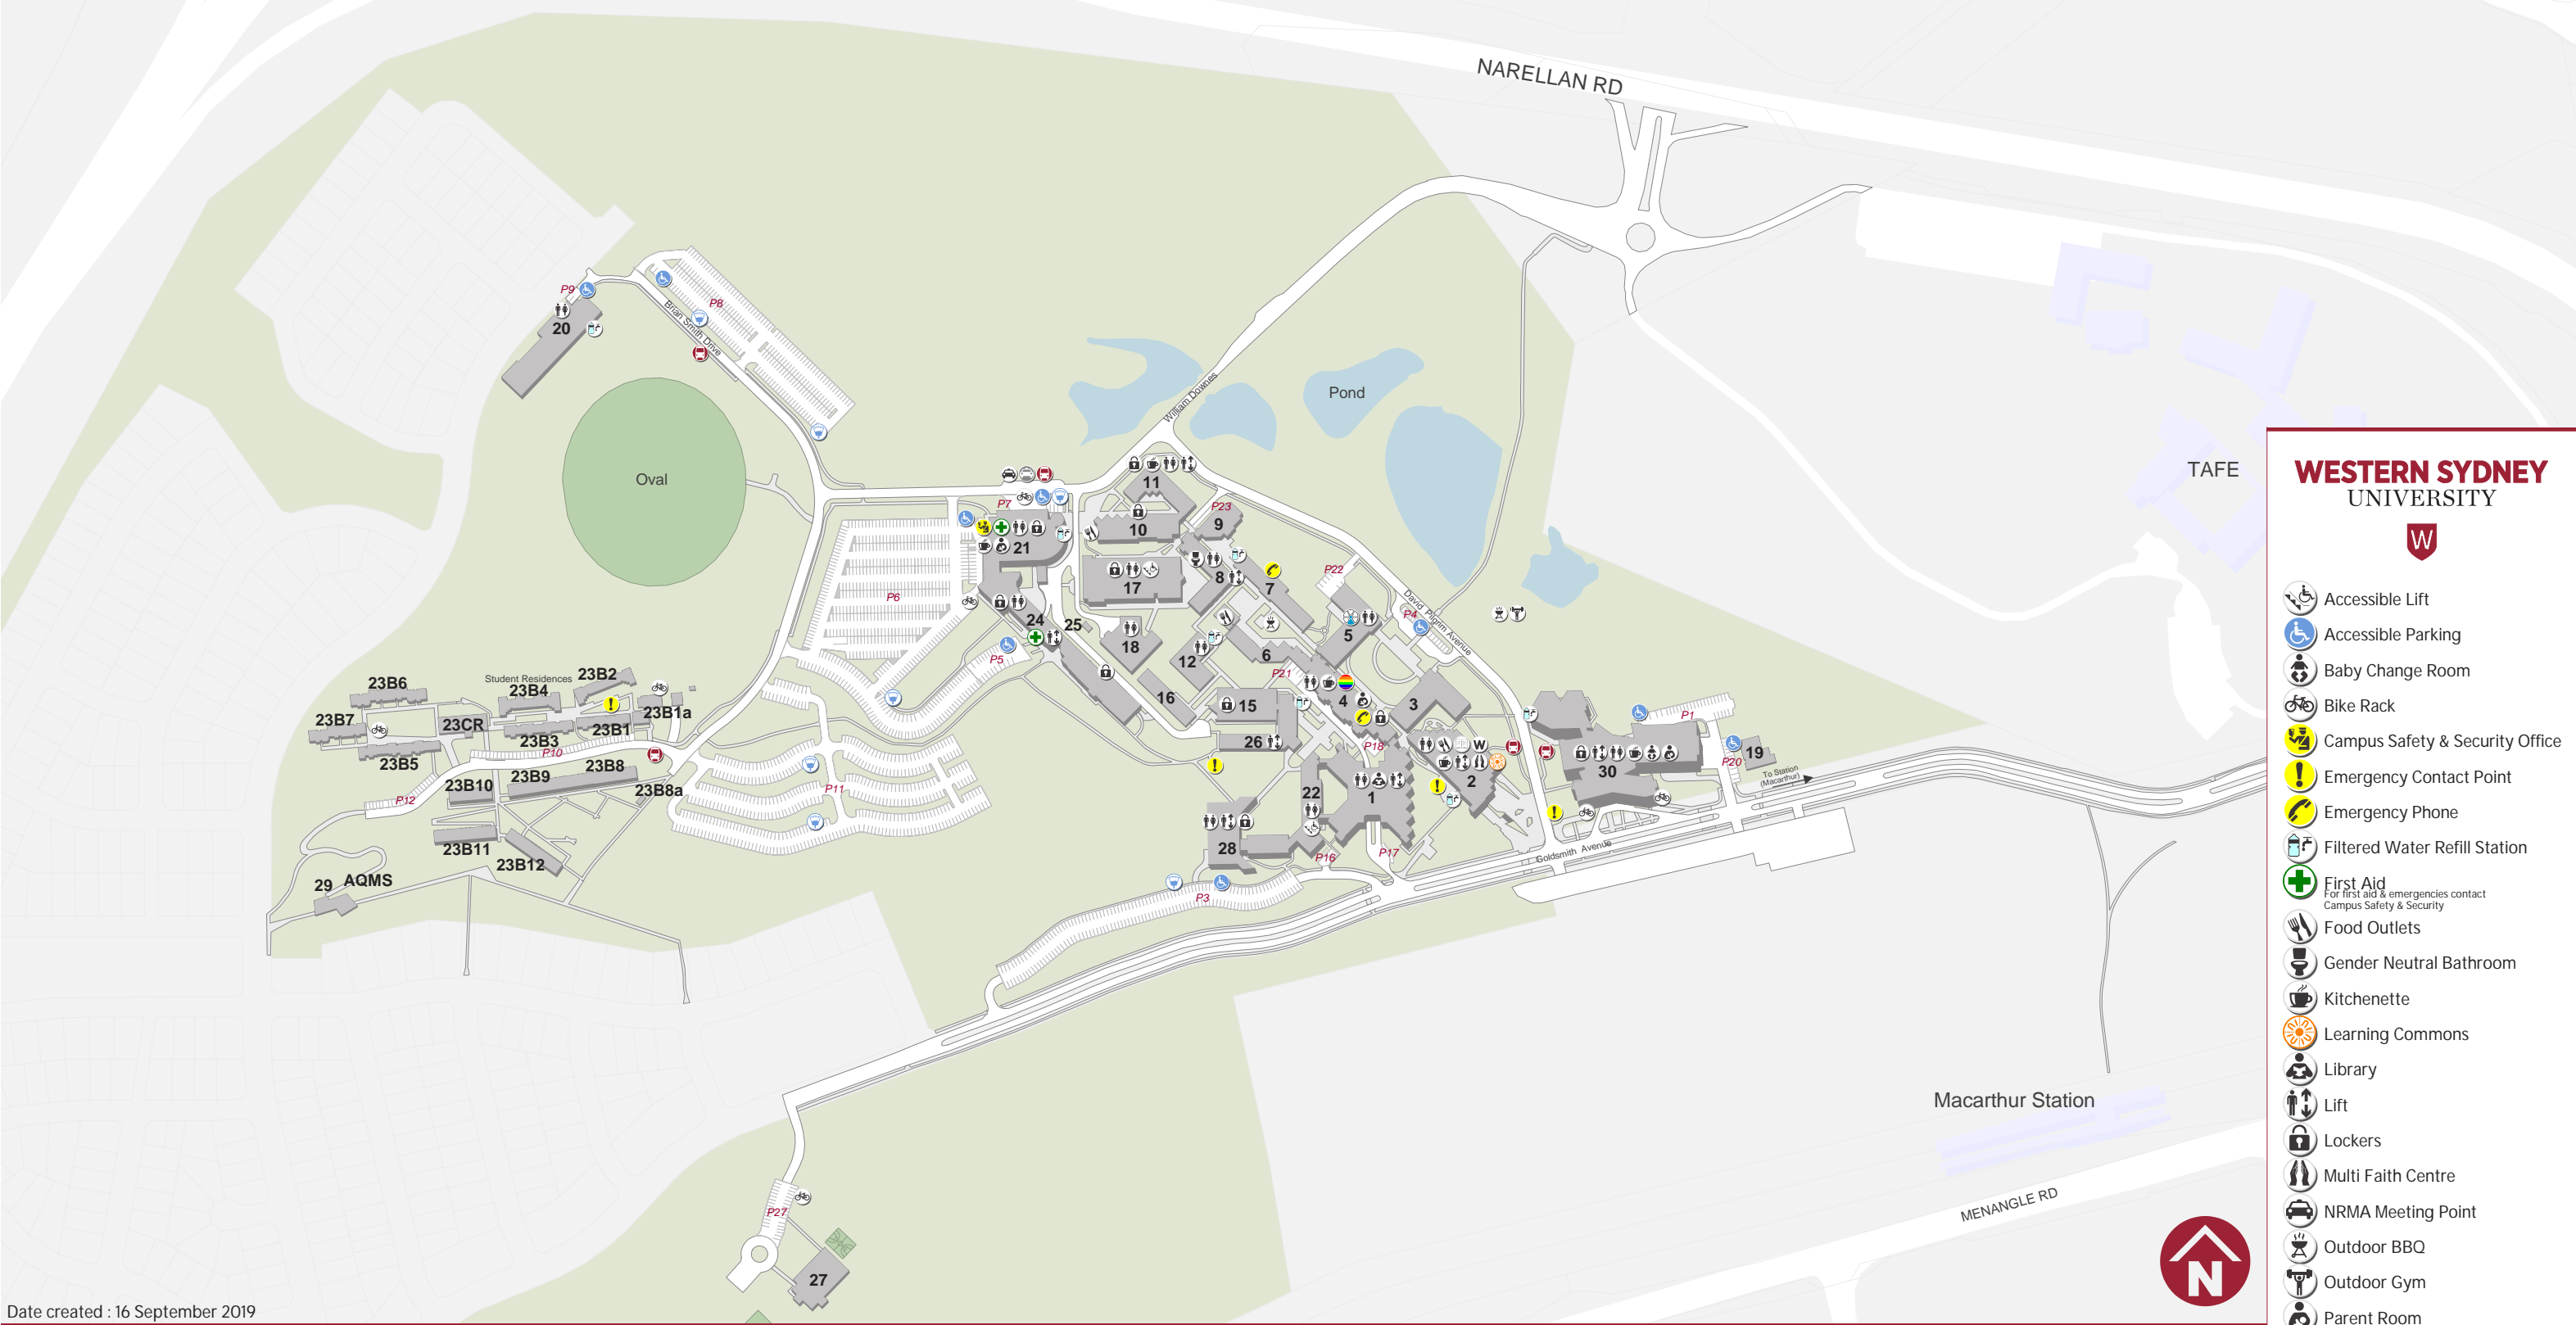 NARELLAN RD
P9
P8
20
Brian Smith Drive
Oval
Pond
William Downes
TAFE
11
P7
P23
10
9
21
P22
17
8
7
P6
David Pilgrim Avenue
P4
24
25
5
18
12
6
P5
P21
Student Residences
23B2
23B6
23B4
16
15
4
3
23B7
23CR
23B1a
23B1
P1
23B3
P10
26
P18
W
19
23B5
23B8
30
P20
23B9
To Station
(Macarthur)
23B10
23B8a
P11
22
1
2
P12
23B11
28
P16
P17
Goldsmith Avenue
23B12
29
AQMS
P3
P27
27
Macarthur Station
MENANGLE RD
N
Date created : 16 September 2019
WESTERN SYDNEY
UNIVERSITY
W
Accessible Lift
Accessible Parking
Baby Change Room
Bike Rack
Campus Safety & Security Office
Emergency Contact Point
Emergency Phone
Filtered Water Refill Station
First Aid
For first aid & emergencies contact
Campus Safety & Security
Food Outlets
Gender Neutral Bathroom
Kitchenette
Learning Commons
Library
Lift
Lockers
Multi Faith Centre
NRMA Meeting Point
Outdoor BBQ
Outdoor Gym
Parent Room